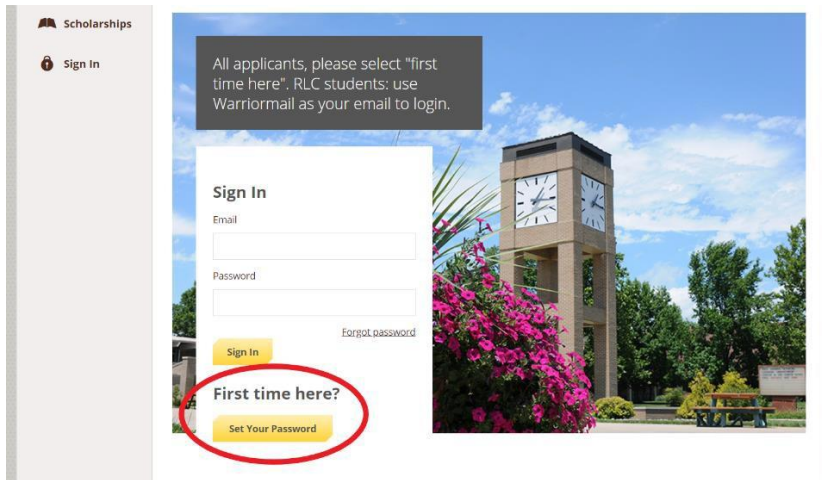 Scholarships
Sign In
All applicants, please select "first
time here". RLC students: use
Warriormail as your email to login.
Sign In
Email
Password
Forgot password
Sign In
First time here?
Set Your Password